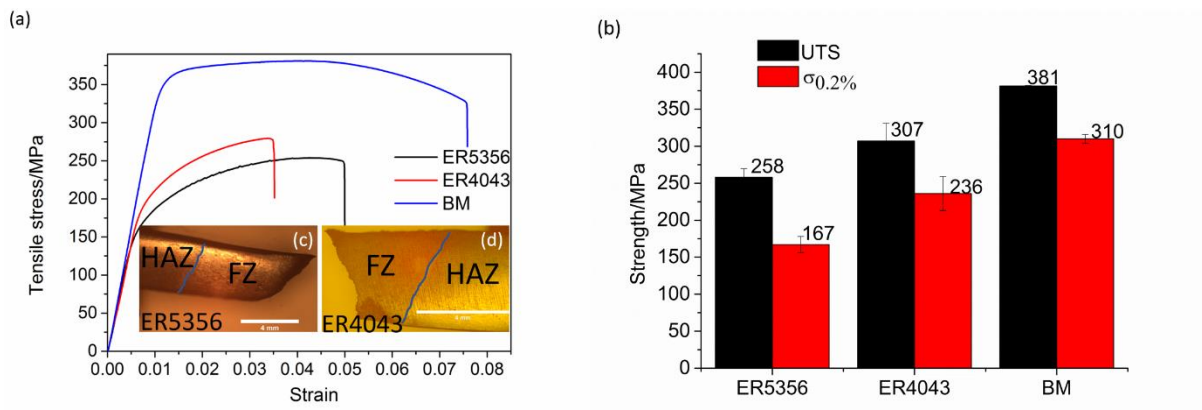 (a)
Tensile stress/MPa
350
300
250
200
150
100
50
0
0.00 0.01 0.02 0.03 0.04 0.05 0.06 0.07 0.08
Strain
ER5356
ER4043
BM
(c)
HAZ
FZ
ER5356
4 mm
(d)
FZ
HAZ
ER4043
4 mm
(b)
UTS
σ0.2%
Strength/MPa
400
350
300
250
200
150
100
50
0
258
167
307
236
381
310
ER5356 ER4043 BM